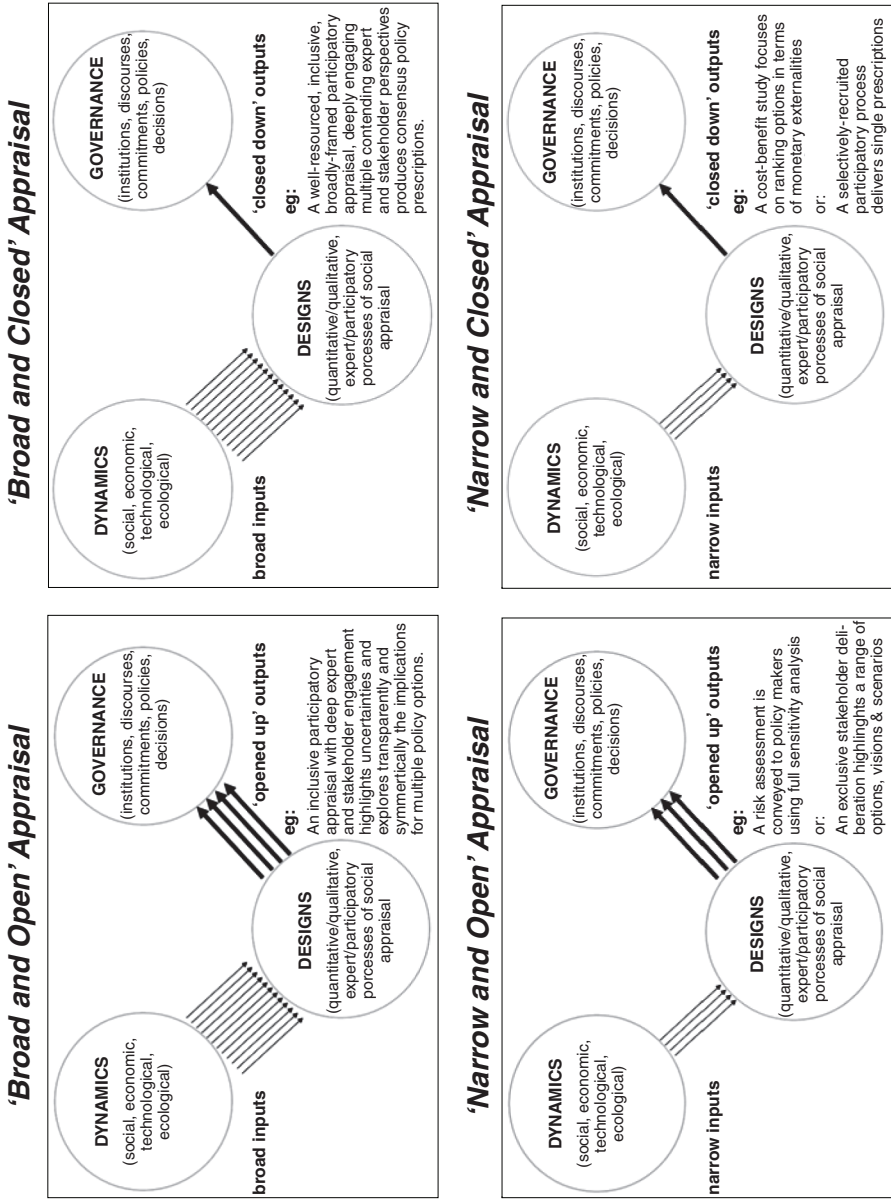 'Broad and Open' Appraisal
DYNAMICS
(social, economic,
technological,
ecological)
GOVERNANCE
(institutions, discourses,
commitments, policies,
decisions)
broad inputs
'opened up' outputs
DESIGNS
(quantitative/qualitative,
expert/participatory
porcesses of social
appraisal
eg:
An inclusive participatory
appraisal with deep expert
and stakeholder engagement
highlights uncertainties and
explores transparently and
symmertically the implications
for multiple policy options.
'Broad and Closed' Appraisal
DYNAMICS
(social, economic,
technological,
ecological)
GOVERNANCE
(institutions, discourses,
commitments, policies,
decisions)
broad inputs
'closed down' outputs
DESIGNS
(quantitative/qualitative,
expert/participatory
porcesses of social
appraisal
eg:
A well-resourced, inclusive,
broadly-framed participatory
appraisal, deeply engaging
multiple contending expert
and stakeholder perspectives
produces consensus policy
prescriptions.
'Narrow and Open' Appraisal
DYNAMICS
(social, economic,
technological,
ecological)
GOVERNANCE
(institutions, discourses,
commitments, policies,
decisions)
narrow inputs
'opened up' outputs
DESIGNS
(quantitative/qualitative,
expert/participatory
porcesses of social
appraisal
eg:
A risk assessment is
conveyed to policy makers
using full sensitivity analysis
or:
An exclusive stakeholder deli-
beration highlinghts a range of
options, visions & scenarios
'Narrow and Closed' Appraisal
DYNAMICS
(social, economic,
technological,
ecological)
GOVERNANCE
(institutions, discourses,
commitments, policies,
decisions)
narrow inputs
'closed down' outputs
DESIGNS
(quantitative/qualitative,
expert/participatory
porcesses of social
appraisal
eg:
A cost-benefit study focuses
on ranking options in terms
of monetary externalities
or:
A selectively-recruited
participatory process
delivers single prescriptions